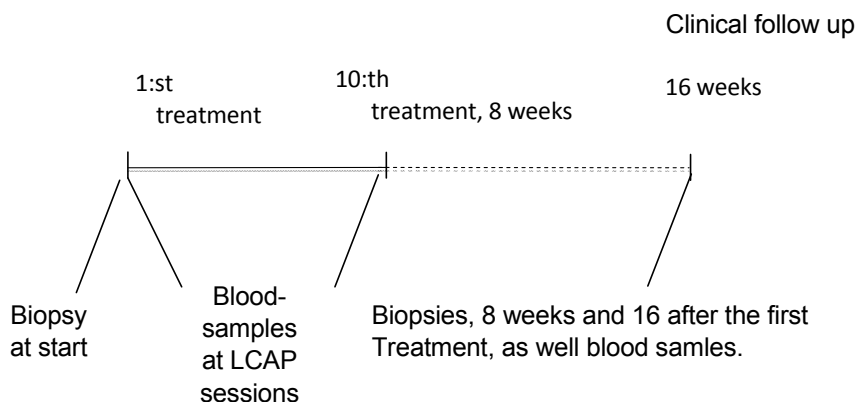 Clinical follow up
1:st
treatment
10:th
treatment, 8 weeks
16 weeks
Biopsy
at start
Blood-
samples
at LCAP
sessions
Biopsies, 8 weeks and 16 after the first
Treatment, as well blood samles.